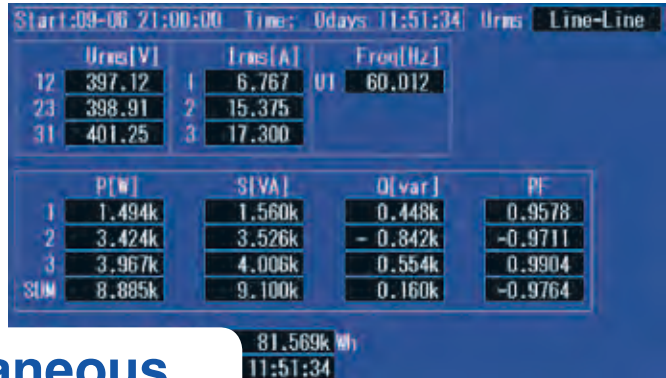 Start:09-06 21:00:00 Time: 0days 11:51:34 Urms Line-Line
Urms[V] Irms[A] Freq[Hz]
12 397.12 1 6.767 U1 60.012
23 398.91 2 15.375
31 401.25 3 17.300
P[W] S[VA] Q[var] PF
1 1.494k 1.560k 0.448k 0.9578
2 3.424k 3.526k - 0.842k -0.9711
3 3.967k 4.006k 0.554k 0.9904
SUM 8.885k 9.100k 0.160k -0.9764
81.569k Wh
aneous 11:51:34